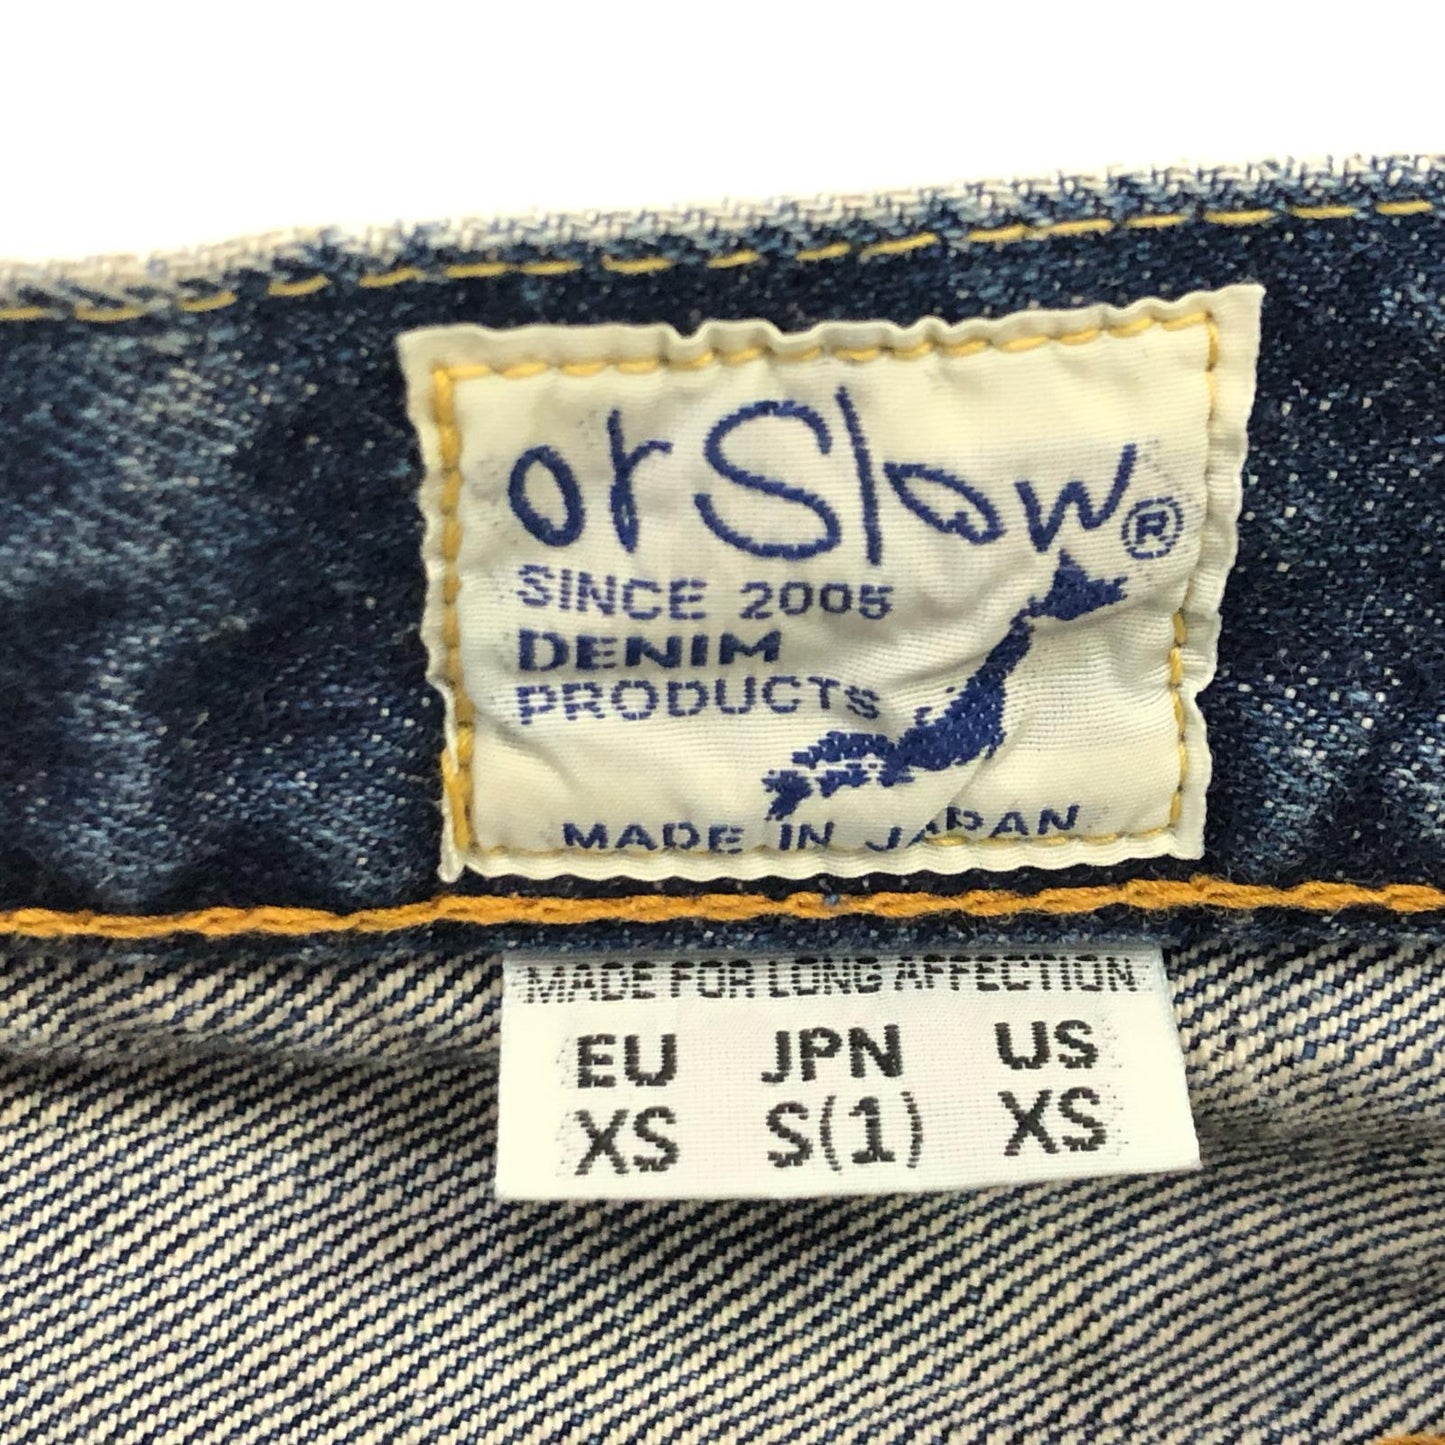 orSlow®
SINCE 2005
DENIM
PRODUCTS
MADE IN JAPAN
MADE FOR LONG AFFECTION
EU JPN US
XS S(1) XS